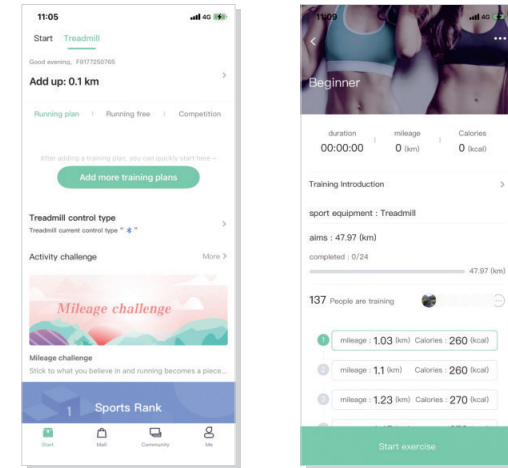 11:05
4G
Start Treadmill
Good evening, F9177250765
Add up: 0.1 km
Running plan Running free Competition
After adding a training plan, you can quickly start here ~
Add more training plans
Treadmill control type
Treadmill current control type " "
Activity challenge More >
Mileage challenge
Mileage challenge
Stick to what you believe in and running becomes a piece...
1 Sports Rank
Start Mall Community Me
11:09
4G
Beginner
duration mileage Calories
00:00:00 0 (km) 0 (kcal)
Training Introduction
sport equipment : Treadmill
aims : 47.97 (km)
completed : 0/24
47.97 (km)
137 People are training
1 mileage : 1.03 (km) Calories : 260 (kcal)
2 mileage : 1.1 (km) Calories : 260 (kcal)
3 mileage : 1.23 (km) Calories : 270 (kcal)
Start exercise